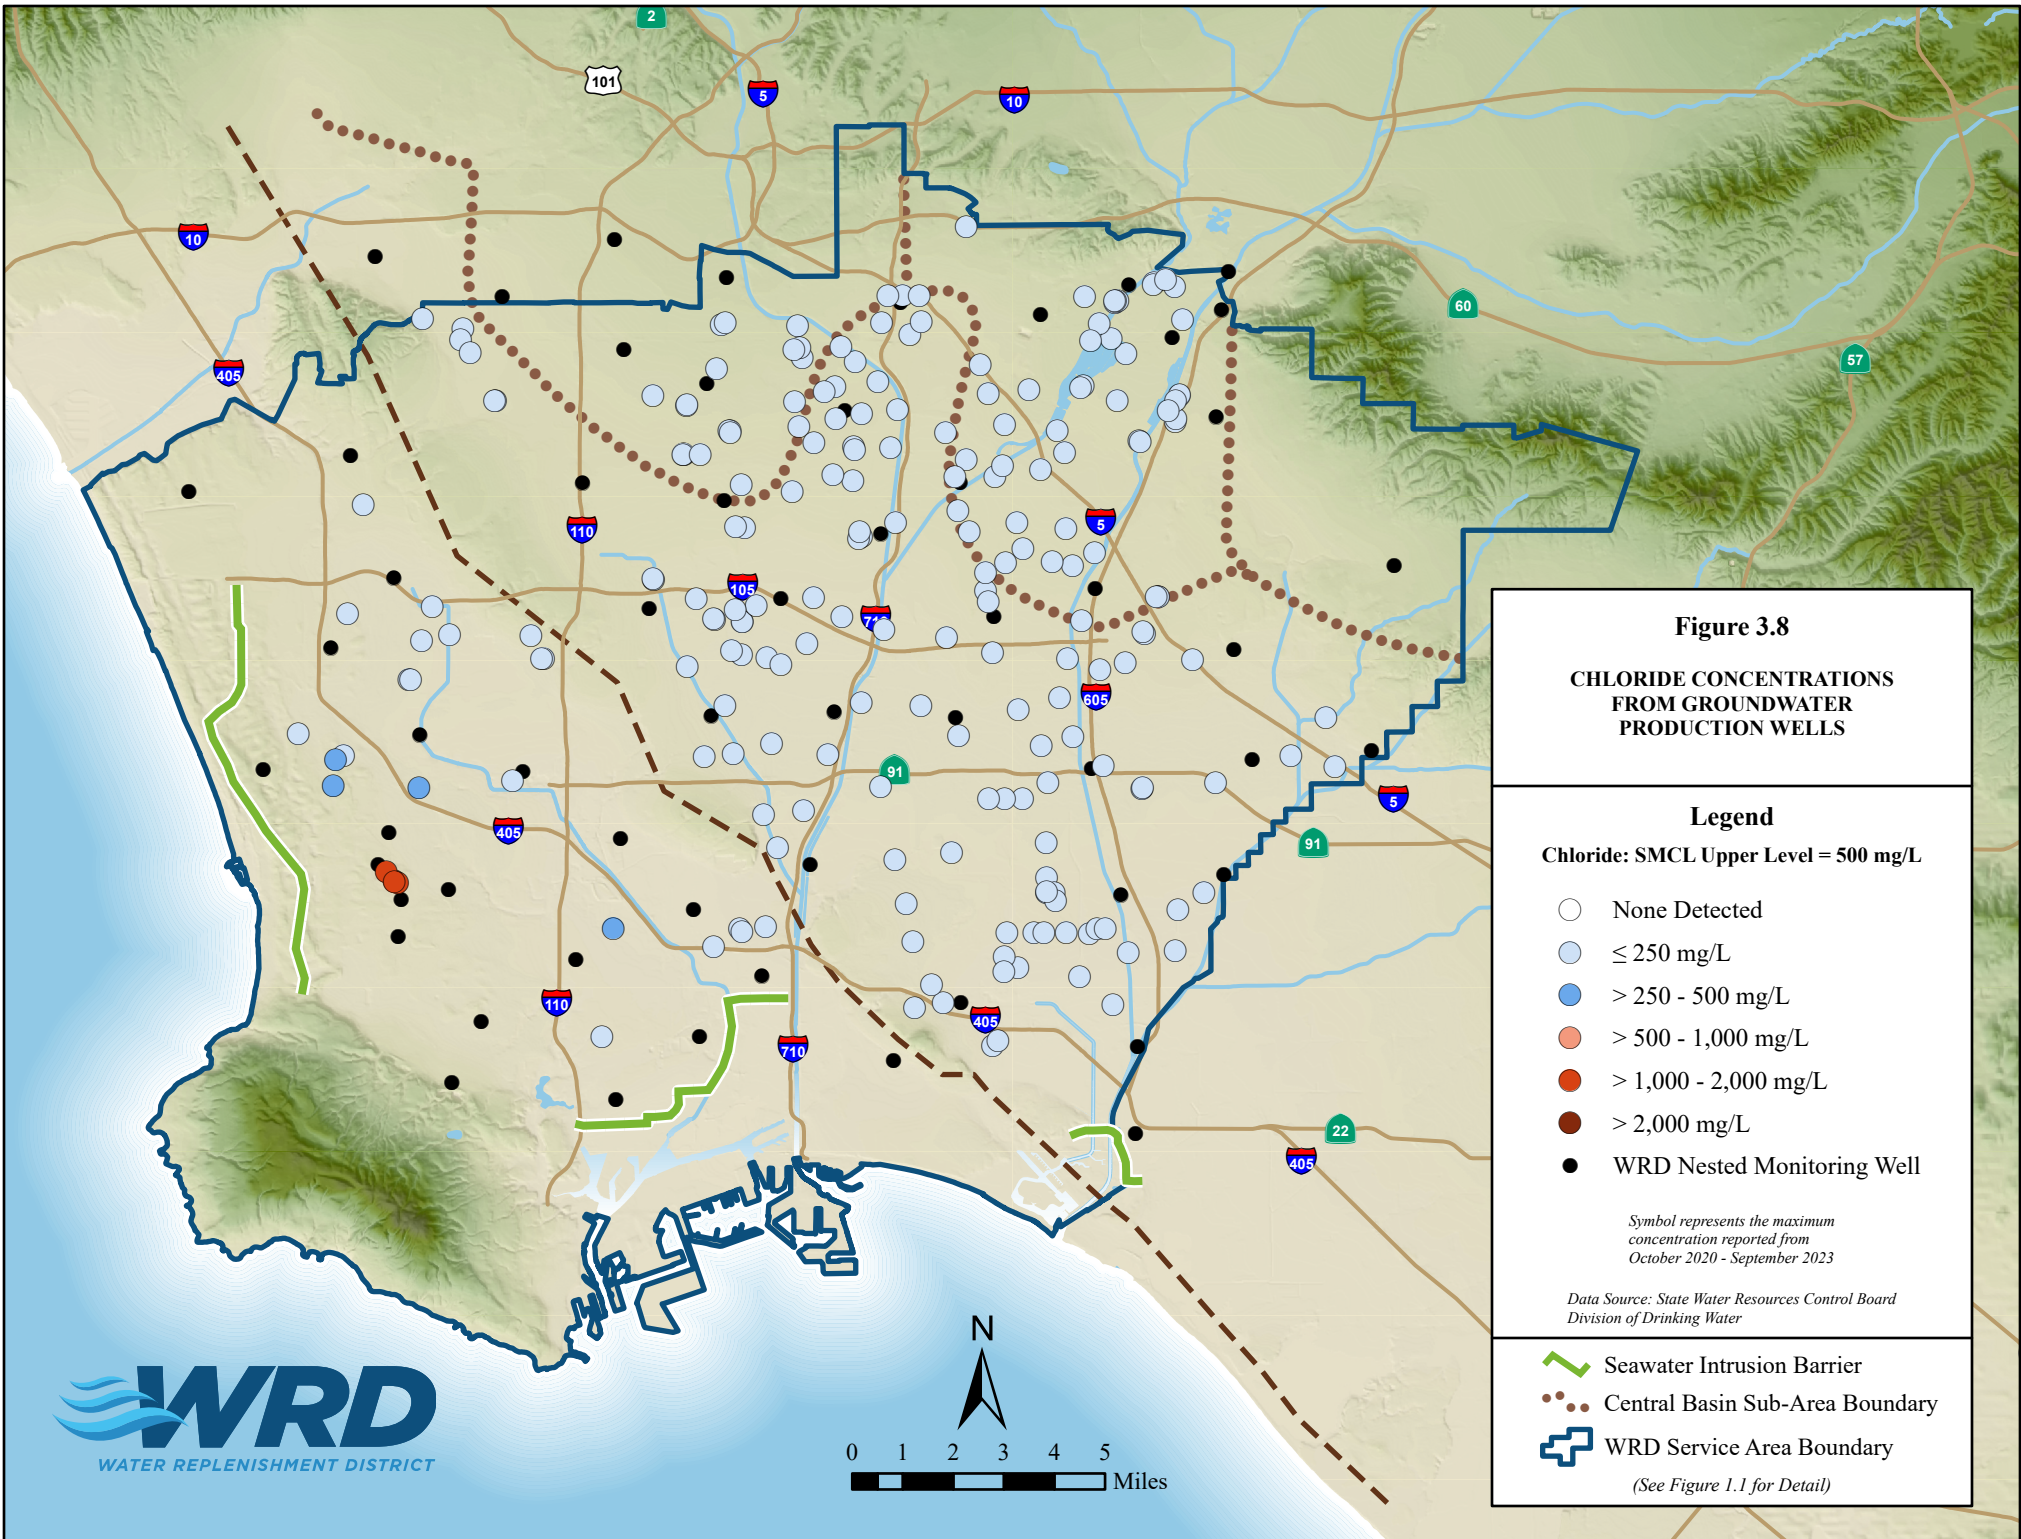 2
101
5
10
10
60
405
57
110
5
105
710
605
91
5
405
91
110
405
710
22
405
Figure 3.8
CHLORIDE CONCENTRATIONS
FROM GROUNDWATER
PRODUCTION WELLS
Legend
Chloride: SMCL Upper Level = 500 mg/L
None Detected
≤ 250 mg/L
> 250 - 500 mg/L
> 500 - 1,000 mg/L
> 1,000 - 2,000 mg/L
> 2,000 mg/L
WRD Nested Monitoring Well
Symbol represents the maximum
concentration reported from
October 2020 - September 2023
Data Source: State Water Resources Control Board
Division of Drinking Water
Seawater Intrusion Barrier
Central Basin Sub-Area Boundary
WRD Service Area Boundary
(See Figure 1.1 for Detail)
N
0 1 2 3 4 5
Miles
WRD
WATER REPLENISHMENT DISTRICT